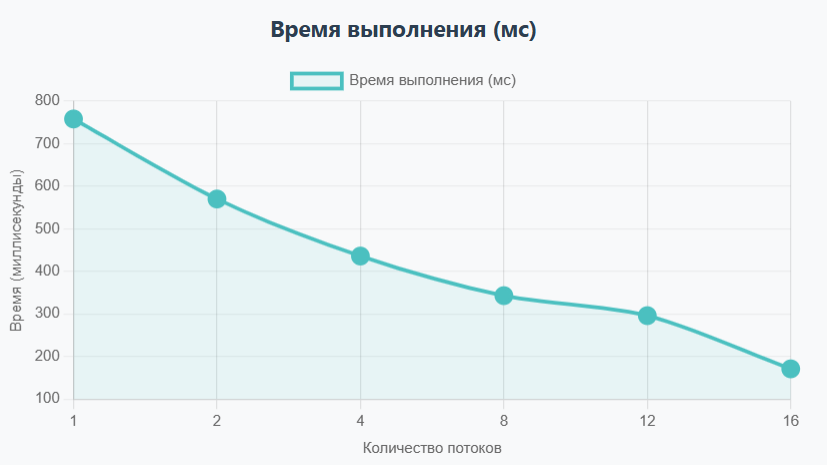 Время выполнения (мс)
Время выполнения (мс)
800
700
600
500
400
300
200
100
Время (миллисекунды)
1 2 4 8 12 16
Количество потоков